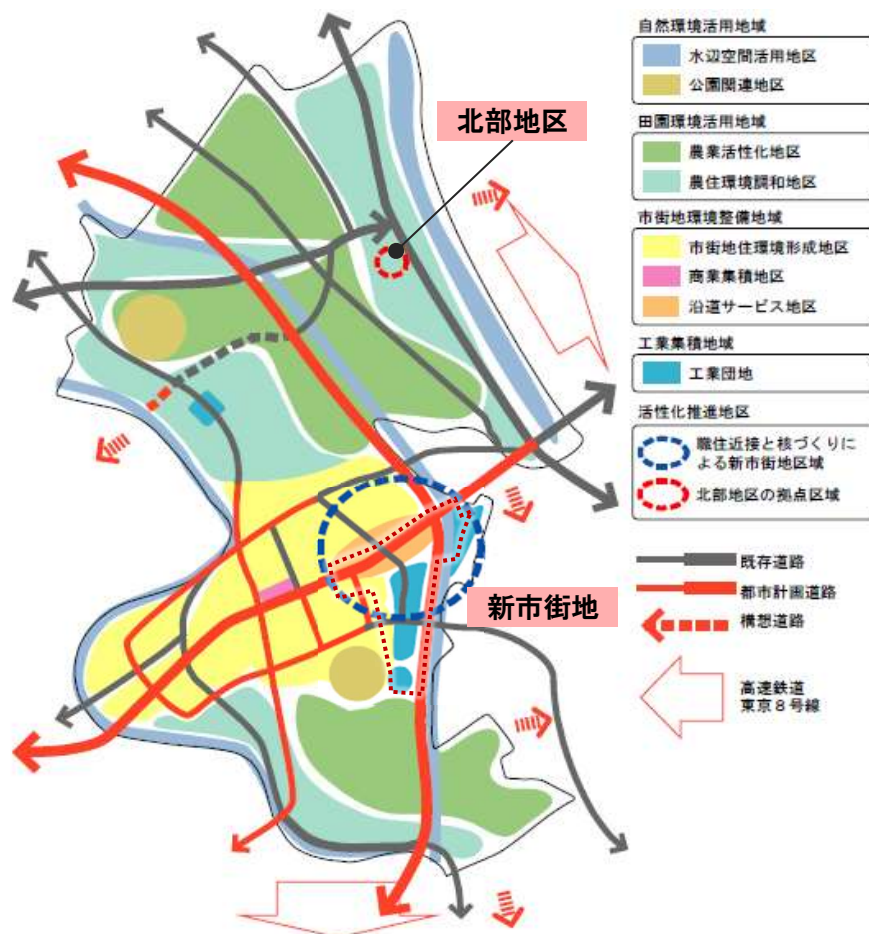 北部地区
新市街地
自然環境活用地域
水辺空間活用地区
公園関連地区
田園環境活用地域
農業活性化地区
農住環境調和地区
市街地環境整備地域
市街地住環境形成地区
商業集積地区
沿道サービス地区
工業集積地域
工業団地
活性化推進地区
職住近接と核づくりに
よる新市街地区域
北部地区の拠点区域
既存道路
都市計画道路
構想道路
高速鉄道
東京8号線